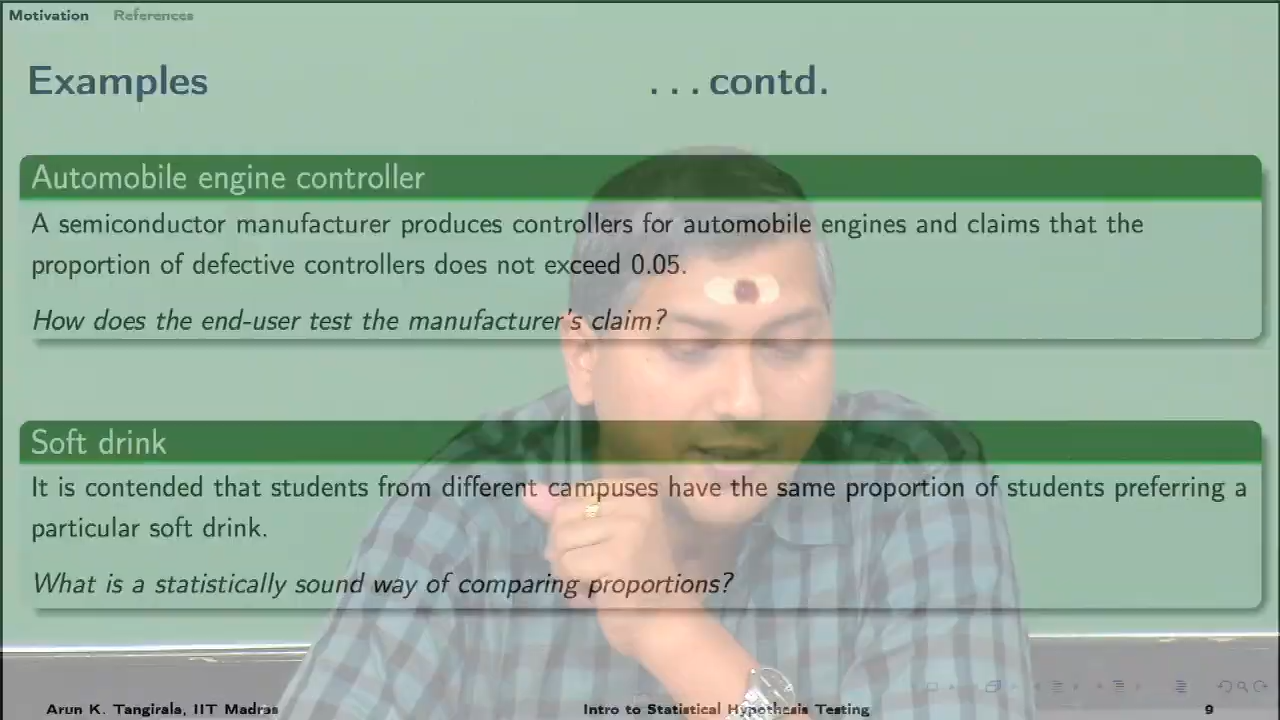 Motivation References
Examples ...contd.
Automobile engine controller
A semiconductor manufacturer produces controllers for automobile engines and claims that the
proportion of defective controllers does not exceed 0.05.
How does the end-user test the manufacturer's claim?
Soft drink
It is contended that students from different campuses have the same proportion of students preferring a
particular soft drink.
What is a statistically sound way of comparing proportions?
Arun K. Tangirala, IIT Madras Intro to Statistical Hypothesis Testing 9